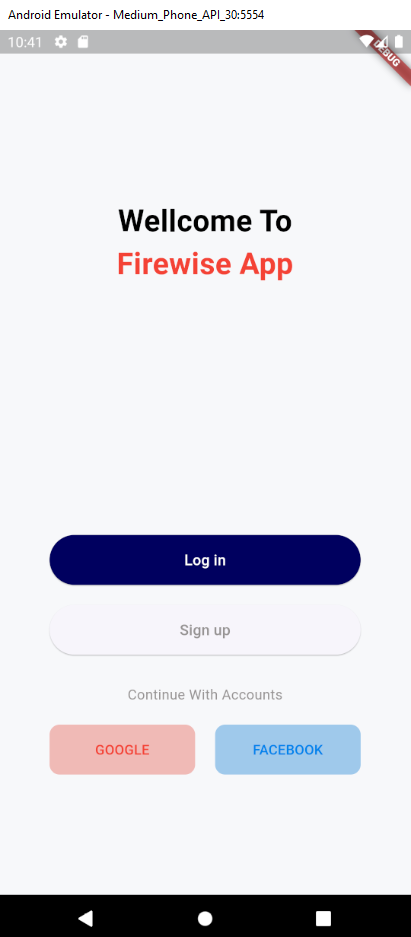 Android Emulator - Medium_Phone_API_30:5554
10:41
DEBUG
Wellcome To
Firewise App
Log in
Sign up
Continue With Accounts
GOOGLE FACEBOOK